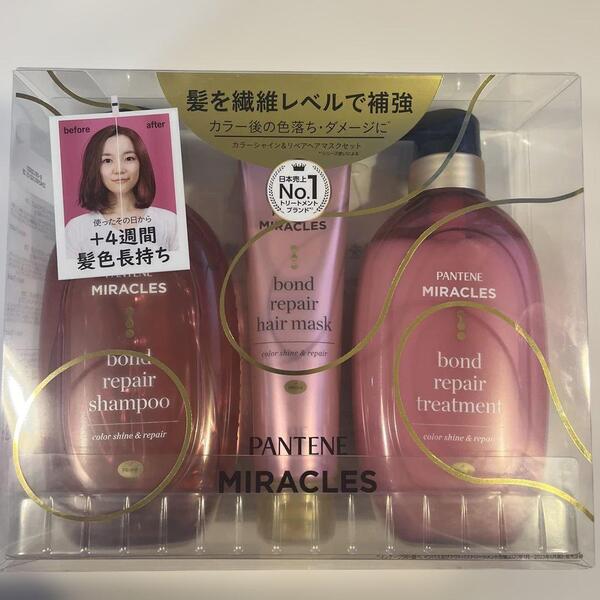 髪を繊維レベルで補強
カラー後の色落ち・ダメージに
カラーシャイン&リペアヘアマスクセット
before after
使ったその日から
+4週間
髪色長持ち
日本売上
No.1
トリートメント
ブランド
MIRACLES
bond
repair
hair mask
color shine & repair
PANTENE
MIRACLES
bond
repair
shampoo
color shine & repair
PANTENE
MIRACLES
bond
repair
treatment
color shine & repair
PANTENE
MIRACLES